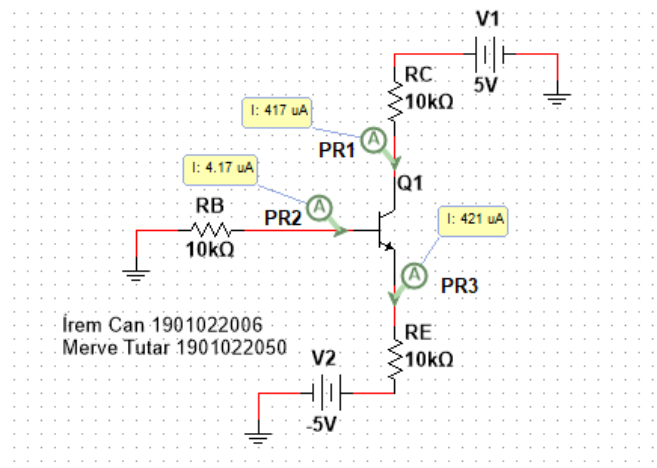 V1
RC
5V
10kΩ
I: 417 uA
A
PR1
I: 4.17 uA
Q1
A
RB
PR2
I: 421 uA
10kΩ
A
PR3
İrem Can 1901022006
Merve Tutar 1901022050
RE
V2
10kΩ
-5V